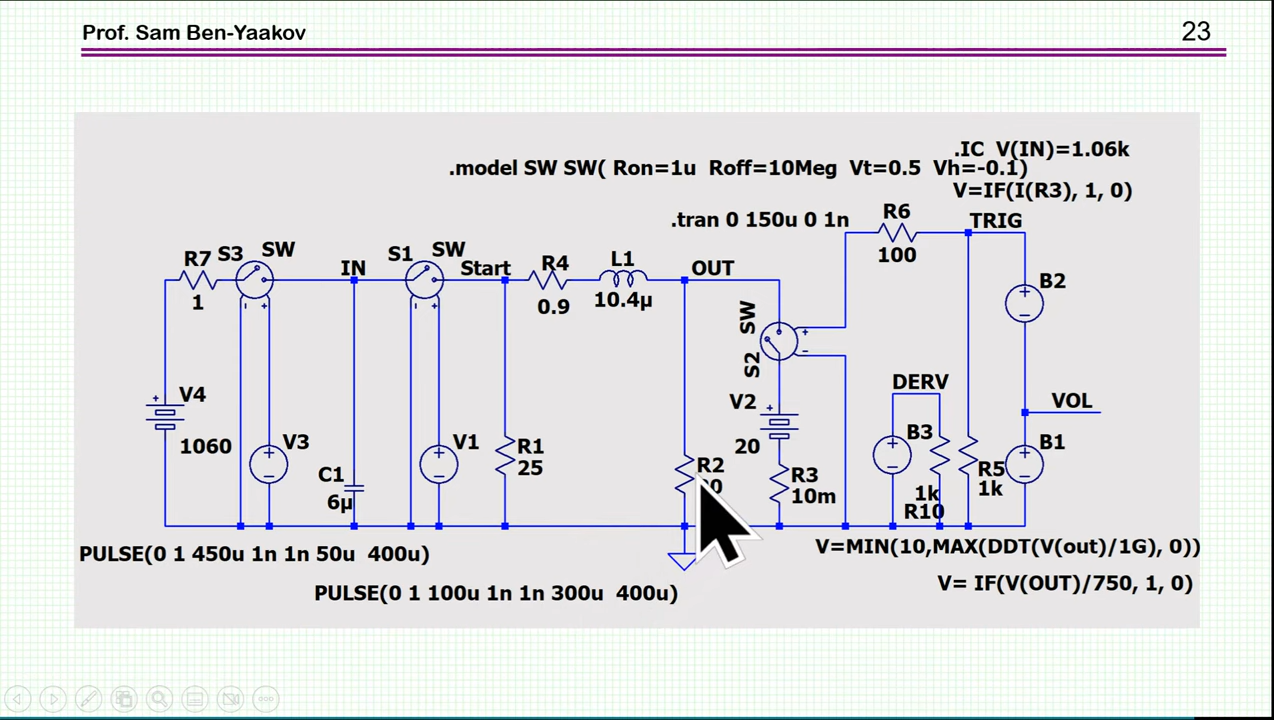 Prof. Sam Ben-Yaakov
23
.IC V(IN)=1.06k
.model SW SW( Ron=1u Roff=10Meg Vt=0.5 Vh=-0.1)
V=IF(I(R3), 1, 0)
.tran 0 150u 0 1n
R6
TRIG
100
R7
S3
SW
IN
S1
SW
Start
R4
L1
OUT
1
0.9
10.4µ
B2
SW
S2
V4
1060
V3
C1
6µ
V1
R1
25
R2
V2
20
R3
10m
DERV
B3
1k
R10
R5
1k
VOL
B1
PULSE(0 1 450u 1n 1n 50u 400u)
V=MIN(10,MAX(DDT(V(out)/1G), 0))
PULSE(0 1 100u 1n 1n 300u 400u)
V= IF(V(OUT)/750, 1, 0)